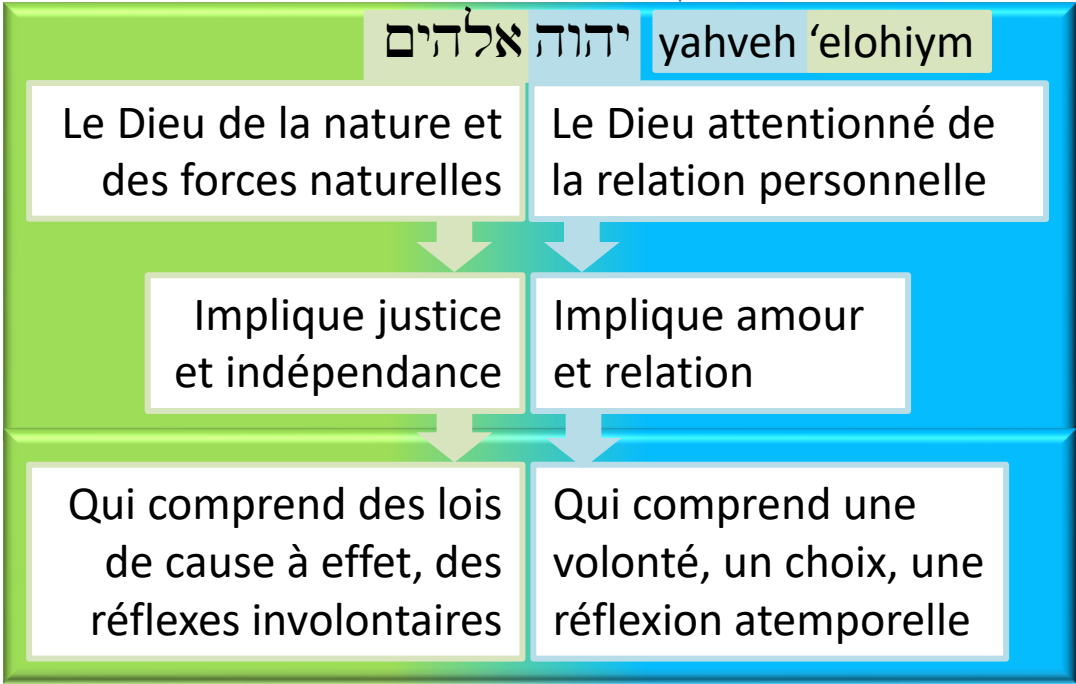 יהוה אלהים yahveh ‘elohiym
Le Dieu de la nature et
des forces naturelles
Le Dieu attentionné de
la relation personnelle
Implique justice
et indépendance
Implique amour
et relation
Qui comprend des lois
de cause à effet, des
réflexes involontaires
Qui comprend une
volonté, un choix, une
réflexion atemporelle